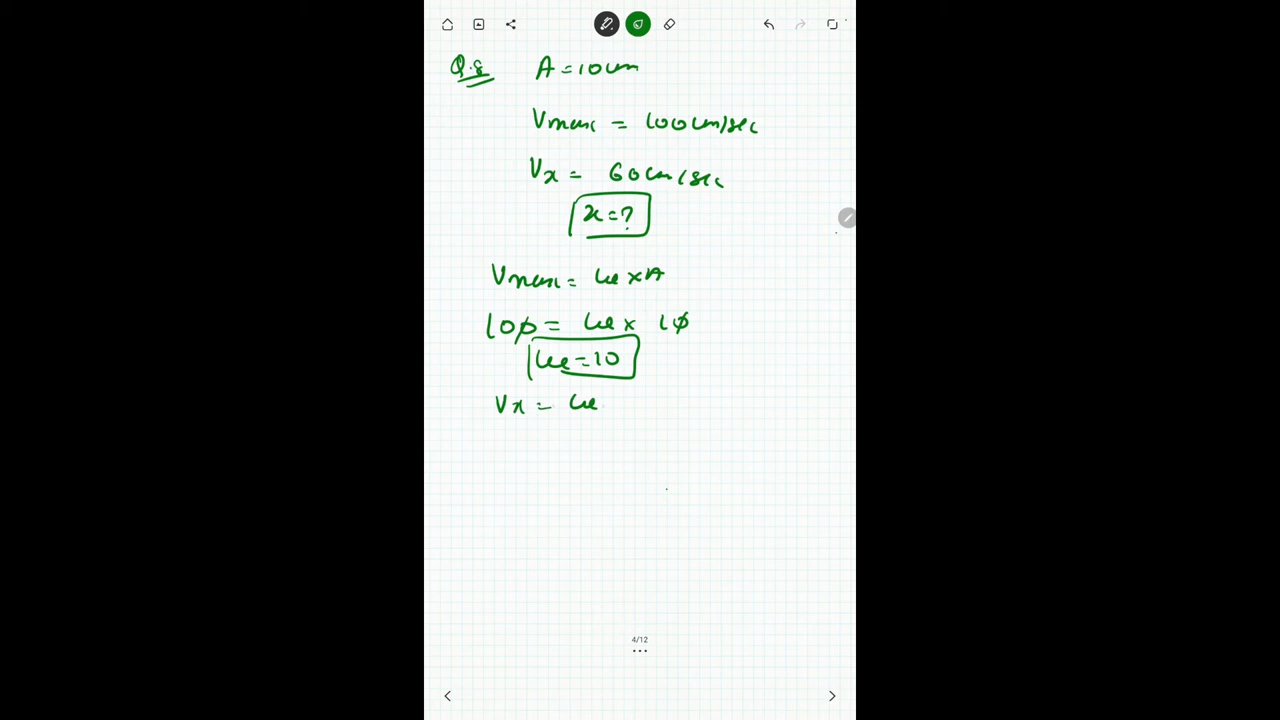 Q.8 A = 10cm
Vmax = 100cm/sec
Vx = 60cm/sec
x = ?
Vmax = ω x A
100 = ω x 10
ω = 10
Vx = ω
4/12